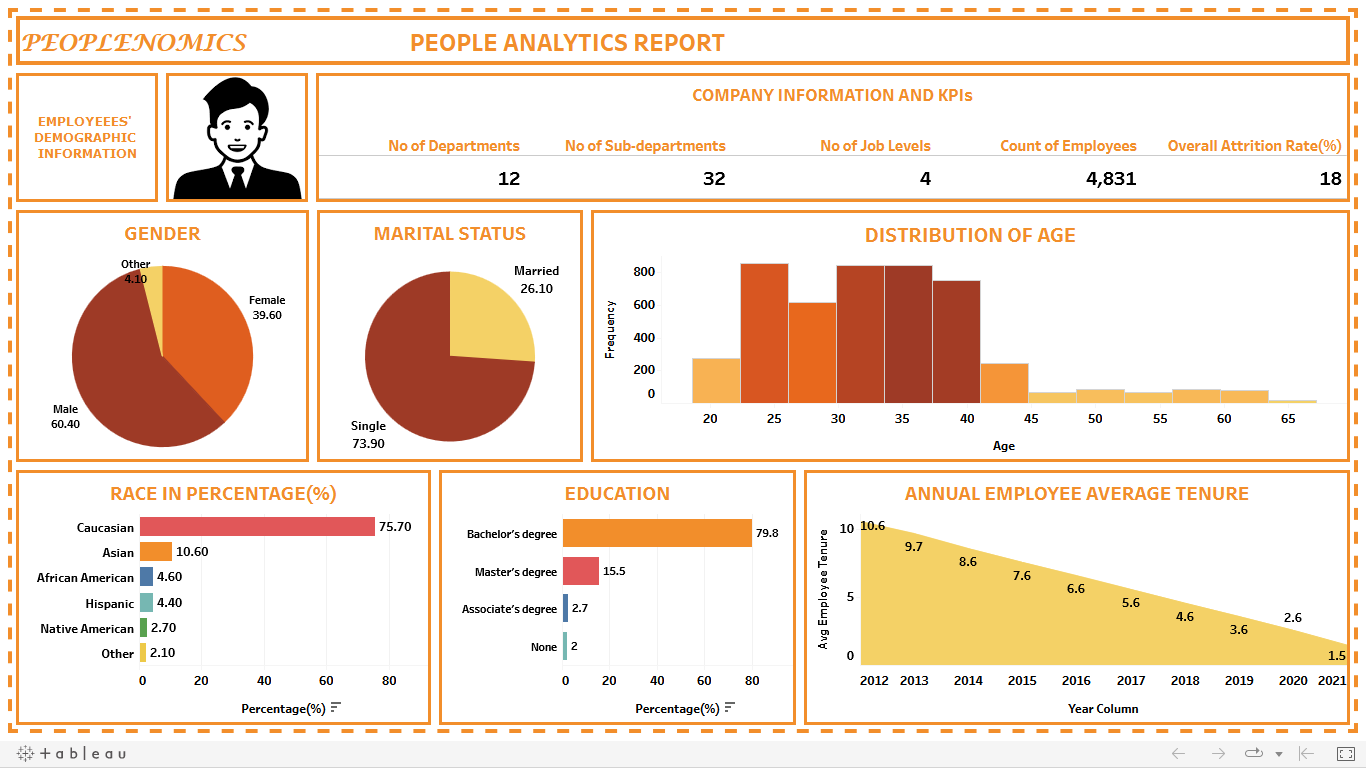 PEOPLENOMICS
PEOPLE ANALYTICS REPORT
EMPLOYEEES'
DEMOGRAPHIC
INFORMATION
COMPANY INFORMATION AND KPIs
No of Departments No of Sub-departments No of Job Levels Count of Employees Overall Attrition Rate(%)
12 32 4 4,831 18
GENDER
Other
4.10
Female
39.60
Male
60.40
MARITAL STATUS
Married
26.10
Single
73.90
DISTRIBUTION OF AGE
Frequency
800
600
400
200
0
20 25 30 35 40 45 50 55 60 65
Age
RACE IN PERCENTAGE(%)
Caucasian 75.70
Asian 10.60
African American 4.60
Hispanic 4.40
Native American 2.70
Other 2.10
0 20 40 60 80
Percentage(%)
EDUCATION
Bachelor's degree 79.8
Master's degree 15.5
Associate's degree 2.7
None 2
0 20 40 60 80
Percentage(%)
ANNUAL EMPLOYEE AVERAGE TENURE
Avg Employee Tenure
10
5
0
10.6 9.7 8.6 7.6 6.6 5.6 4.6 3.6 2.6 1.5
2012 2013 2014 2015 2016 2017 2018 2019 2020 2021
Year Column
+ a b l e a u